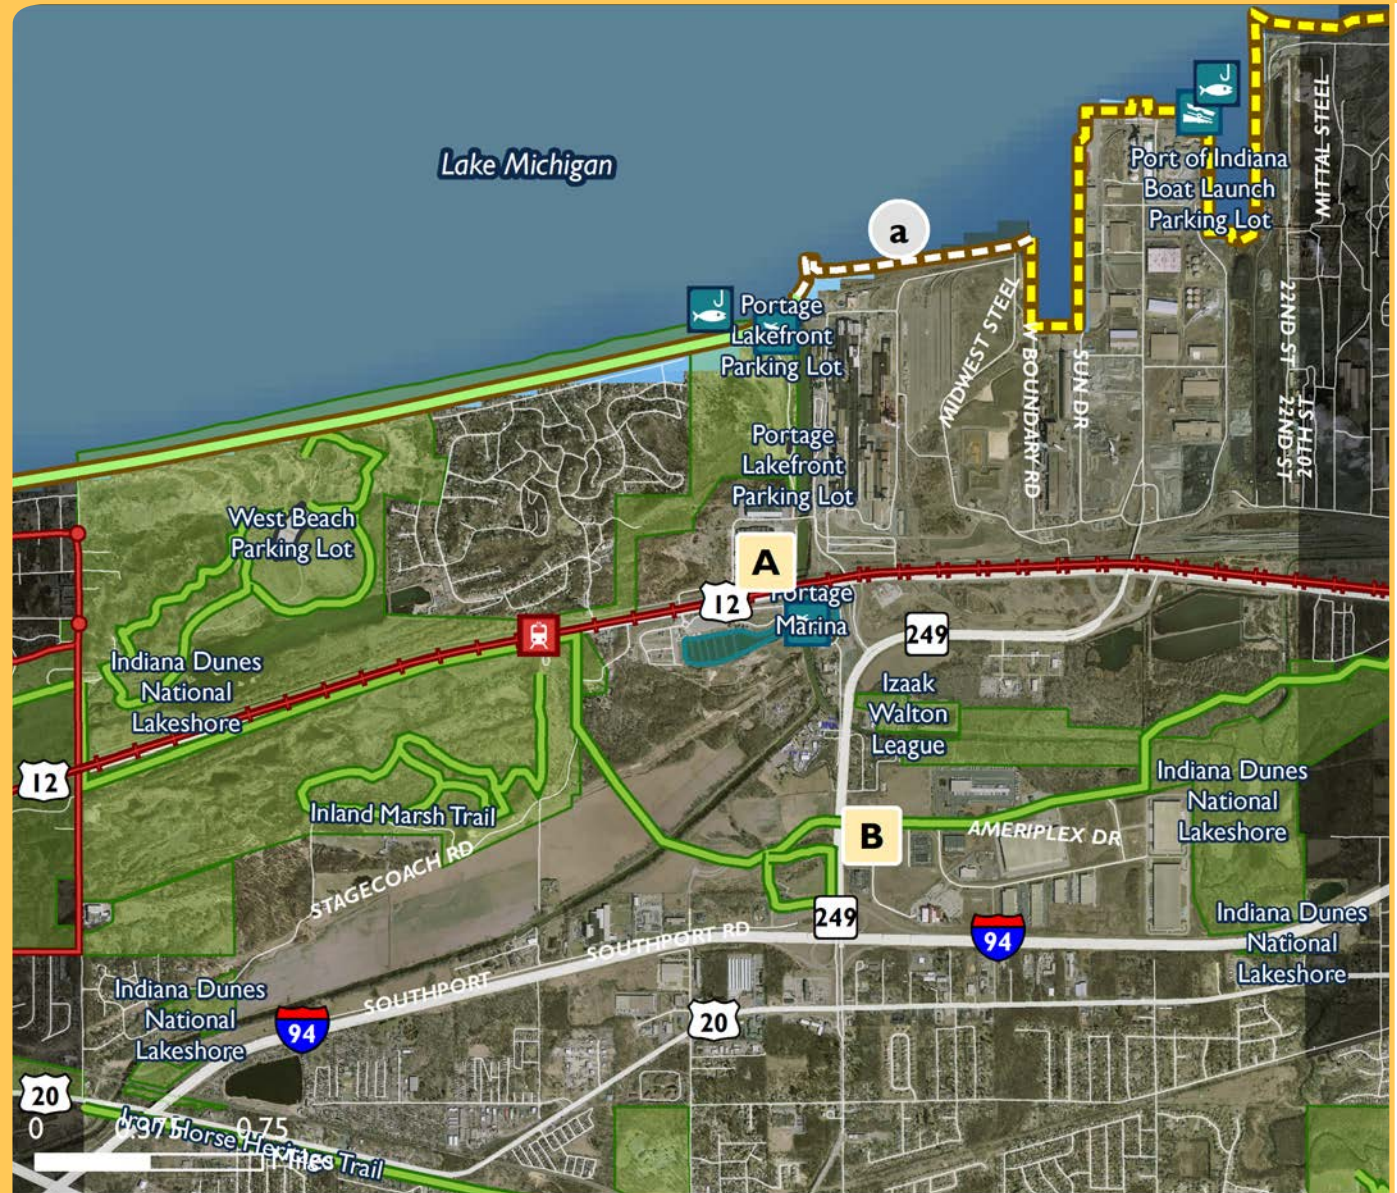 Lake Michigan
MITTAL STEEL
Port of Indiana
Boat Launch
Parking Lot
a
Portage
Lakefront
Parking Lot
MIDWEST STEEL
W BOUNDARY RD
SUN DR
22ND ST
22ND ST
20TH ST
Portage
Lakefront
Parking Lot
West Beach
Parking Lot
A
12
Portage
Marina
249
Indiana Dunes
National
Lakeshore
Izaak
Walton
League
12
Indiana Dunes
National
Lakeshore
Inland Marsh Trail
B
AMERIPLEX DR
STAGECOACH RD
249
SOUTHPORT RD
94
Indiana Dunes
National
Lakeshore
SOUTHPORT
Indiana Dunes
National
Lakeshore
94
20
20
Iron Horse Heritage Trail
0 0.375 0.75
Miles